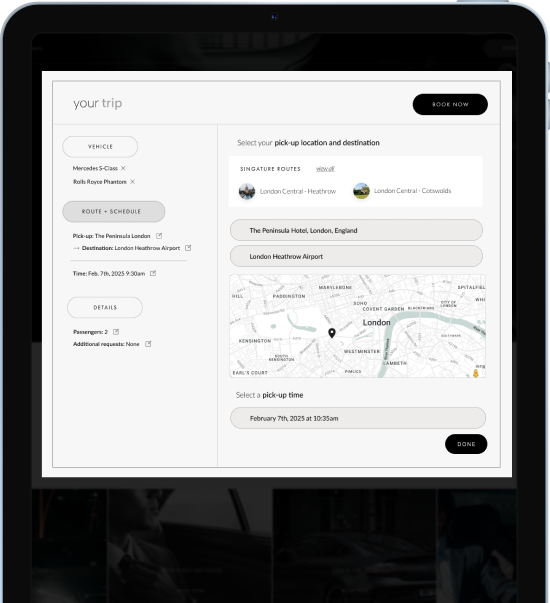 your trip
BOOK NOW
VEHICLE
Mercedes S-Class ×
Rolls Royce Phantom ×
ROUTE + SCHEDULE
Pick-up: The Peninsula London
→ Destination: London Heathrow Airport
Time: Feb. 7th, 2025 9:30am
DETAILS
Passengers: 2
Additional requests: None
Select your pick-up location and destination
SINGATURE ROUTES view all
London Central - Heathrow
London Central - Cotswolds
The Peninsula Hotel, London, England
London Heathrow Airport
MARYLEBONE
SPITALFIEL
HILL
PADDINGTON
SOHO
COVENT GARDEN
BLACKFRIARS
CITY OF
LONDON
London
KENSINGTON
SOUTH
KENSINGTON
WESTMINSTER
LAMBETH
EARL'S COURT
PIMLICO
Select a pick-up time
February 7th, 2025 at 10:35am
DONE